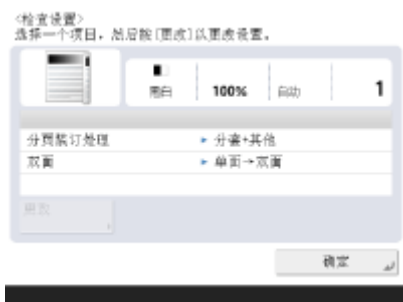 <检查设置>
选择一个项目，然后按[更改]以更改设置。
黑白 100% 自动 1
分页装订处理 ▸ 分套+其他
双面 ▸ 单面→双面
更改
确定